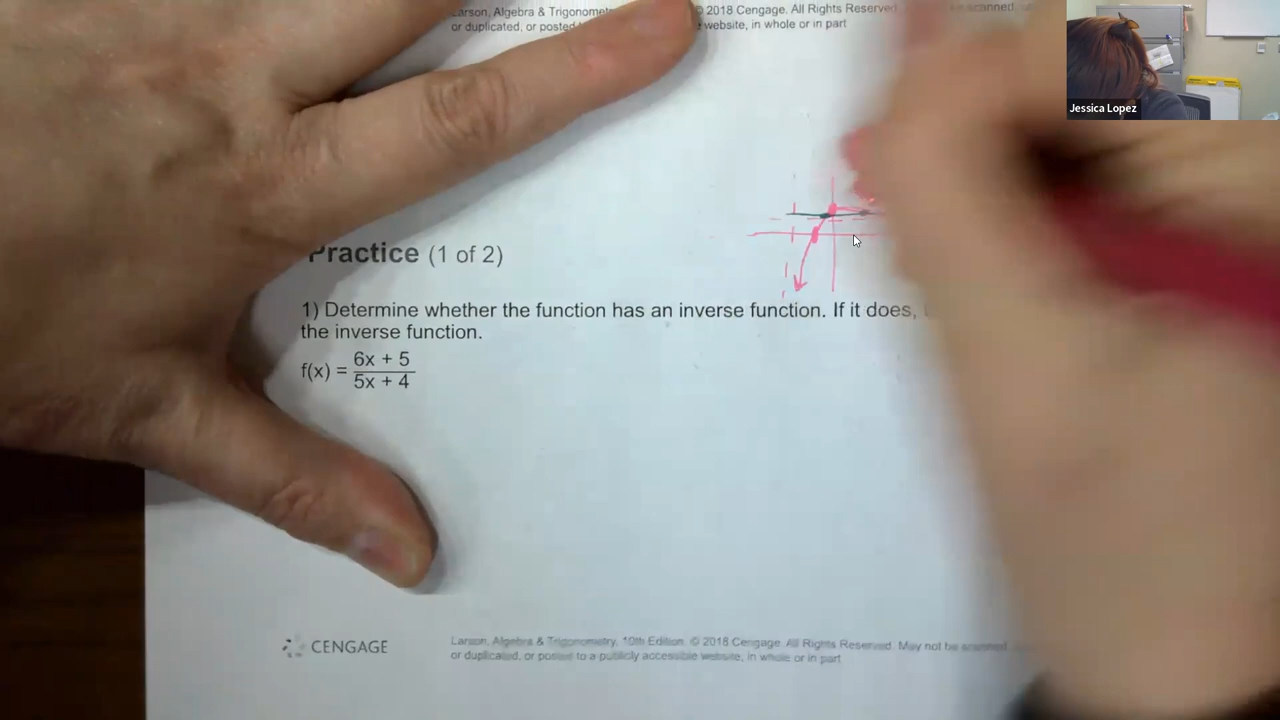 Larson, Algebra & Trigonomet © 2018 Cengage. All Rights Reserved.
or duplicated, or posted website, in whole or in part
Jessica Lopez
Practice (1 of 2)
1) Determine whether the function has an inverse function. If it does,
the inverse function.
f(x) = 6x + 5
5x + 4
CENGAGE
Larson, Algebra & Trigonometry, 10th Edition. © 2018 Cengage. All Rights Reserved. May not be scanned
or duplicated, or posted to a publicly accessible website, in whole or in part